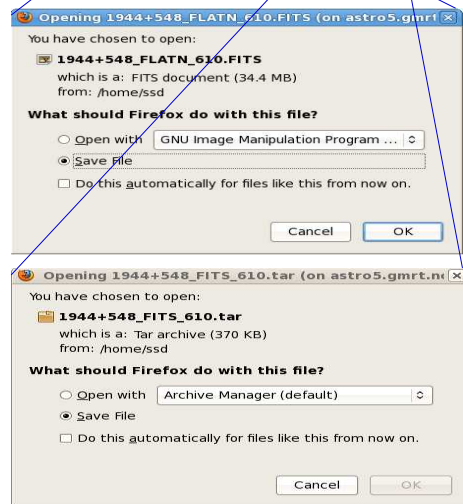 Opening 1944+548_FLATN_610.FITS (on astro5.gmrt
You have chosen to open:
1944+548_FLATN_610.FITS
which is a: FITS document (34.4 MB)
from: /home/ssd
What should Firefox do with this file?
Open with GNU Image Manipulation Program ...
Save File
Do this automatically for files like this from now on.
Cancel OK
Opening 1944+548_FITS_610.tar (on astro5.gmrt.n
You have chosen to open:
1944+548_FITS_610.tar
which is a: Tar archive (370 KB)
from: /home/ssd
What should Firefox do with this file?
Open with Archive Manager (default)
Save File
Do this automatically for files like this from now on.
Cancel OK